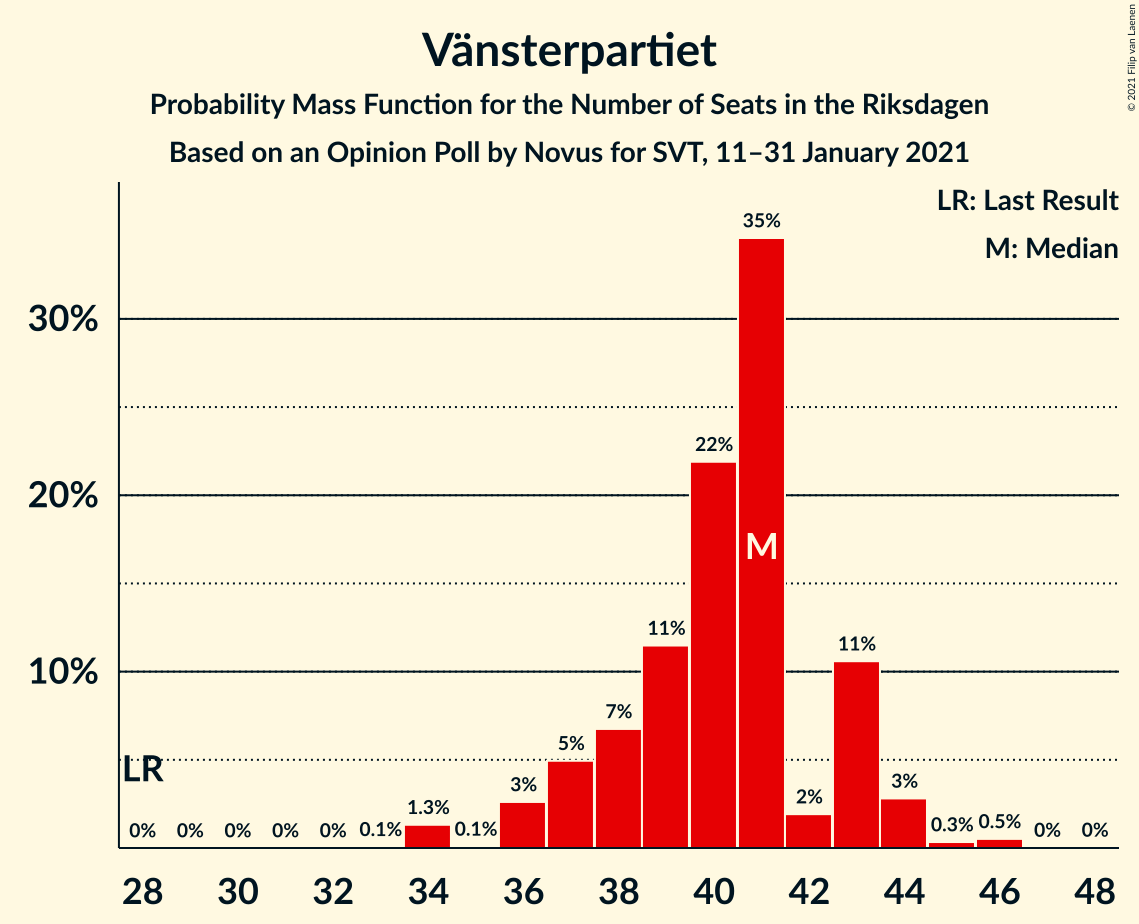 Vänsterpartiet
Probability Mass Function for the Number of Seats in the Riksdagen
Based on an Opinion Poll by Novus for SVT, 11–31 January 2021
© 2021 Filip van Laenen
LR: Last Result
M: Median
30%
20%
10%
LR
0%
0%
0%
0%
0%
0.1%
1.3%
0.1%
3%
5%
7%
11%
22%
35%
M
2%
11%
3%
0.3%
0.5%
0%
0%
28 30 32 34 36 38 40 42 44 46 48